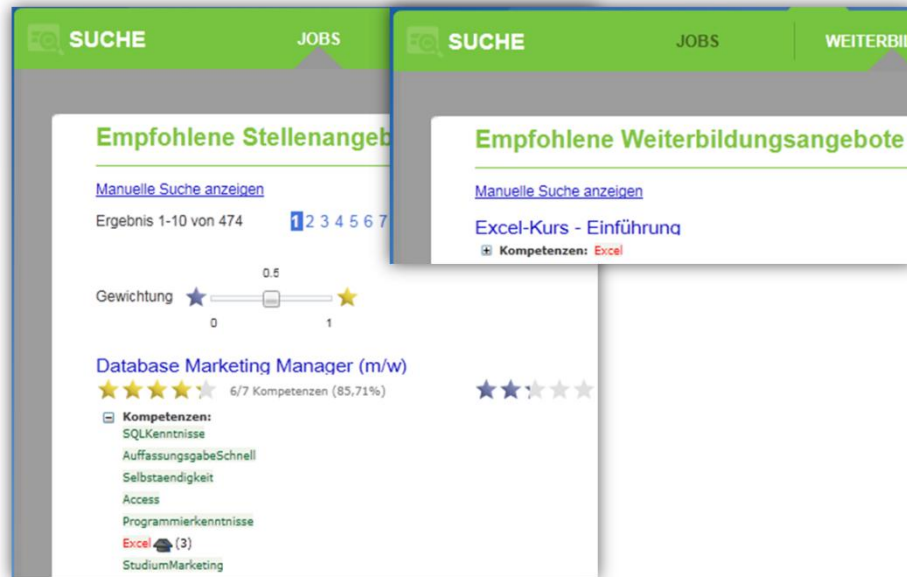 SUCHE
JOBS
Empfohlene Stellenangeb
Manuelle Suche anzeigen
Ergebnis 1-10 von 474 1 2 3 4 5 6 7
0.5
Gewichtung
0 1
Database Marketing Manager (m/w)
6/7 Kompetenzen (85,71%)
Kompetenzen:
SQLKenntnisse
AuffassungsgabeSchnell
Selbstaendigkeit
Access
Programmierkenntnisse
Excel (3)
StudiumMarketing
SUCHE
JOBS
WEITERBIL
Empfohlene Weiterbildungsangebote
Manuelle Suche anzeigen
Excel-Kurs - Einführung
Kompetenzen: Excel